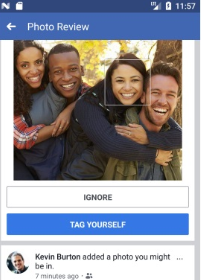 11:57
Photo Review
IGNORE
TAG YOURSELF
Kevin Burton added a photo you might ...
be in.
7 minutes ago ·